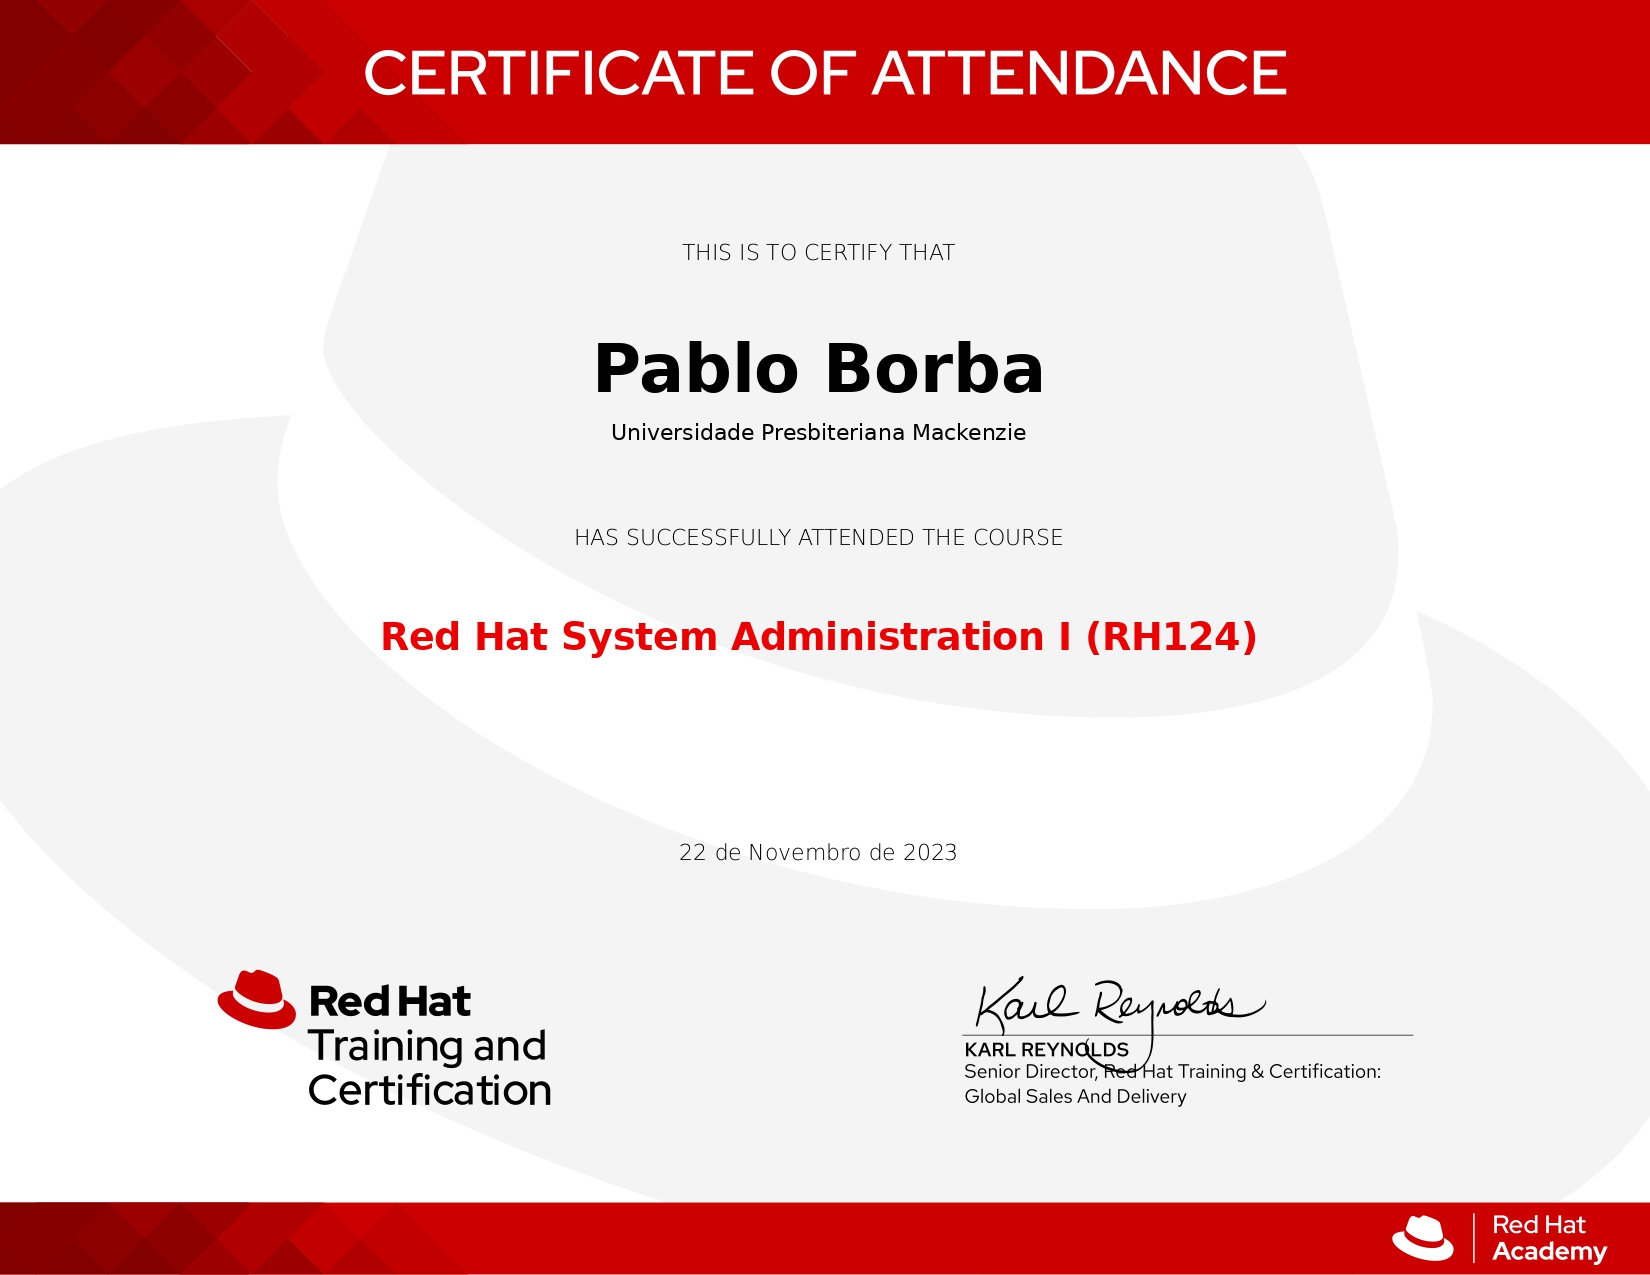 CERTIFICATE OF ATTENDANCE
THIS IS TO CERTIFY THAT
Pablo Borba
Universidade Presbiteriana Mackenzie
HAS SUCCESSFULLY ATTENDED THE COURSE
Red Hat System Administration I (RH124)
22 de Novembro de 2023
Red Hat
Training and
Certification
Karl Reynolds
KARL REYNOLDS
Senior Director, Red Hat Training & Certification:
Global Sales And Delivery
Red Hat
Academy